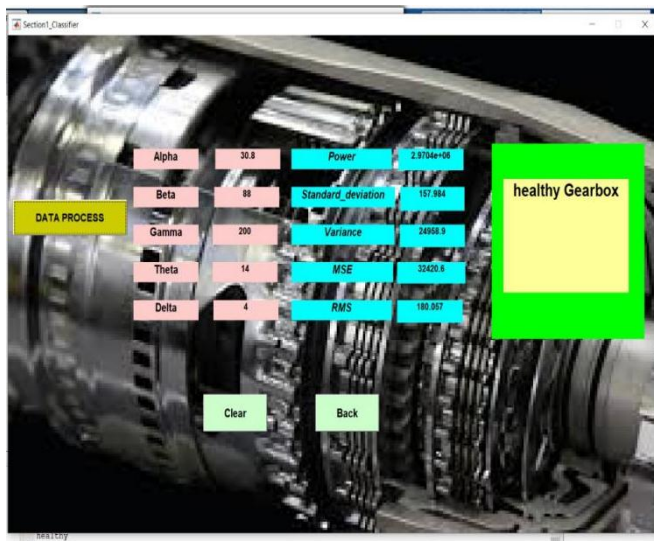 Section1_Classifier
Alpha 30.8 Power 2.9704e+06
Beta 88 Standard_deviation 157.984
healthy Gearbox
DATA PROCESS
Gamma 200 Variance 24958.9
Theta 14 MSE 32420.6
Delta 4 RMS 180.057
Clear Back
healthy